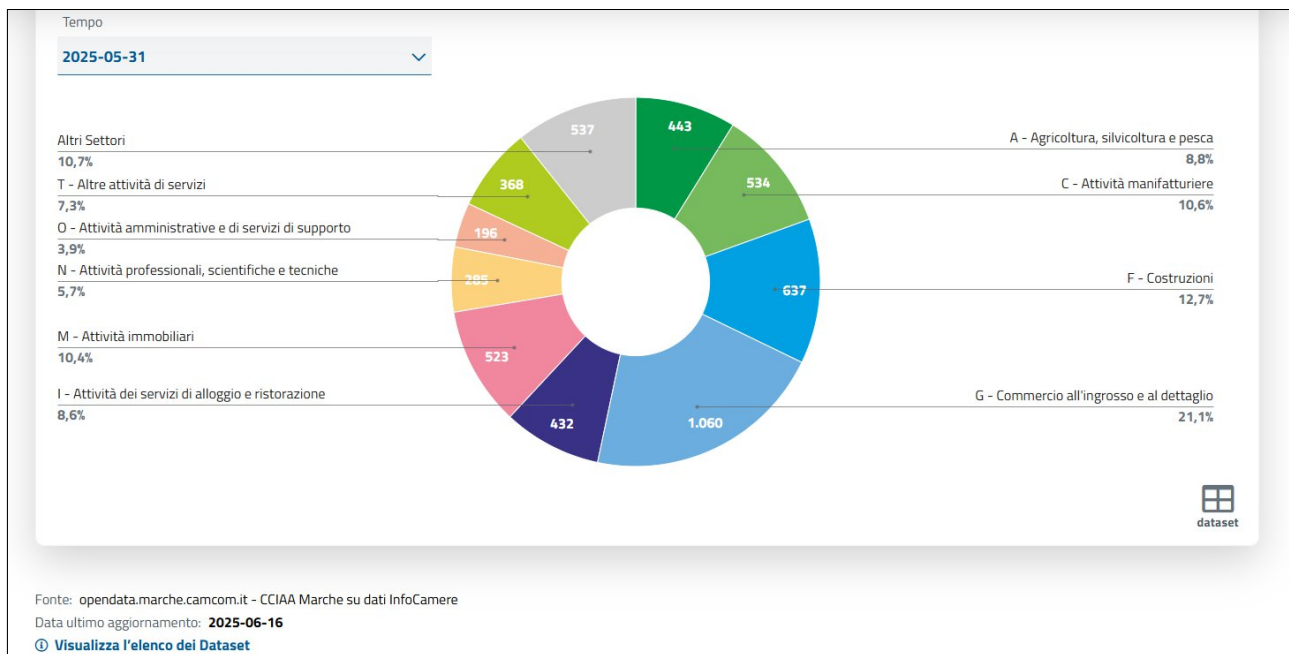 Tempo
2025-05-31
Altri Settori
10,7%
T - Altre attività di servizi
7,3%
O - Attività amministrative e di servizi di supporto
3,9%
N - Attività professionali, scientifiche e tecniche
5,7%
M - Attività immobiliari
10,4%
I - Attività dei servizi di alloggio e ristorazione
8,6%
537
443
368
534
196
285
637
523
432
1.060
A - Agricoltura, silvicoltura e pesca
8,8%
C - Attività manifatturiere
10,6%
F - Costruzioni
12,7%
G - Commercio all'ingrosso e al dettaglio
21,1%
dataset
Fonte: opendata.marche.camcom.it - CCIAA Marche su dati InfoCamere
Data ultimo aggiornamento: 2025-06-16
Visualizza l'elenco dei Dataset